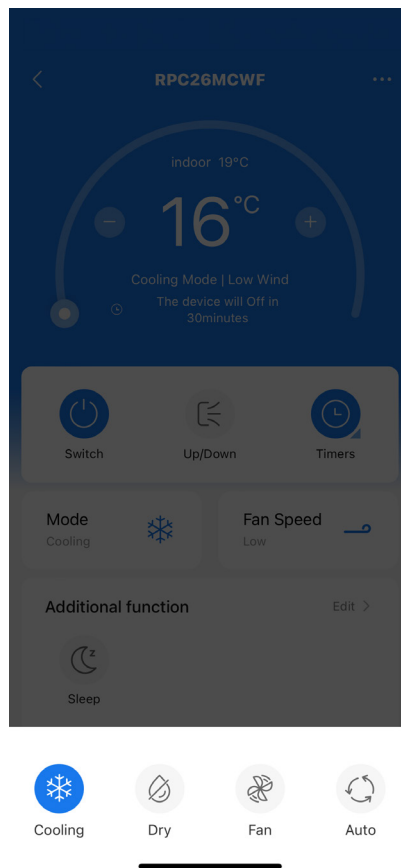 RPC26MCWF
indoor 19°C
16°C
Cooling Mode | Low Wind
The device will Off in
30minutes
Switch
Up/Down
Timers
Mode
Cooling
Fan Speed
Low
Additional function
Edit
Sleep
Cooling
Dry
Fan
Auto